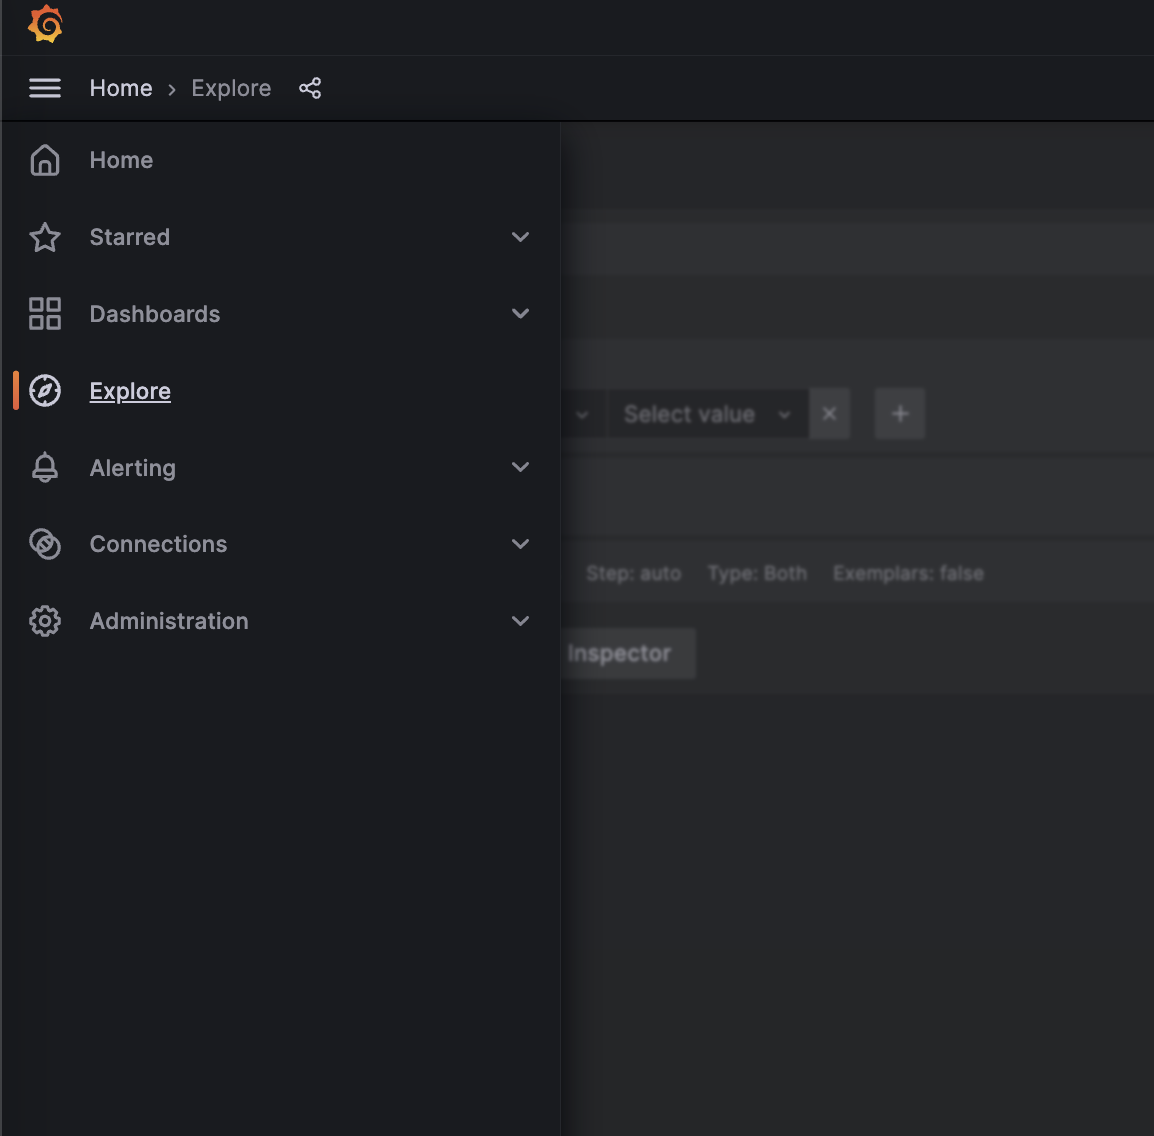 Home › Explore
Home
Starred
Dashboards
Explore
Select value
Alerting
Connections
Step: auto Type: Both Exemplars: false
Administration
Inspector